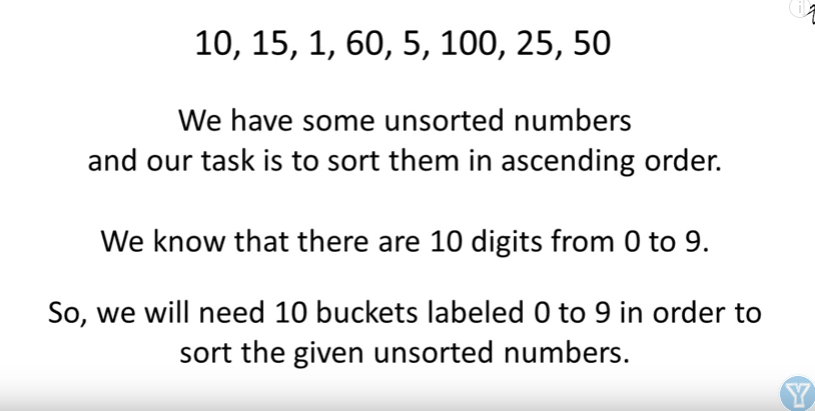 10, 15, 1, 60, 5, 100, 25, 50
We have some unsorted numbers
and our task is to sort them in ascending order.
We know that there are 10 digits from 0 to 9.
So, we will need 10 buckets labeled 0 to 9 in order to
sort the given unsorted numbers.